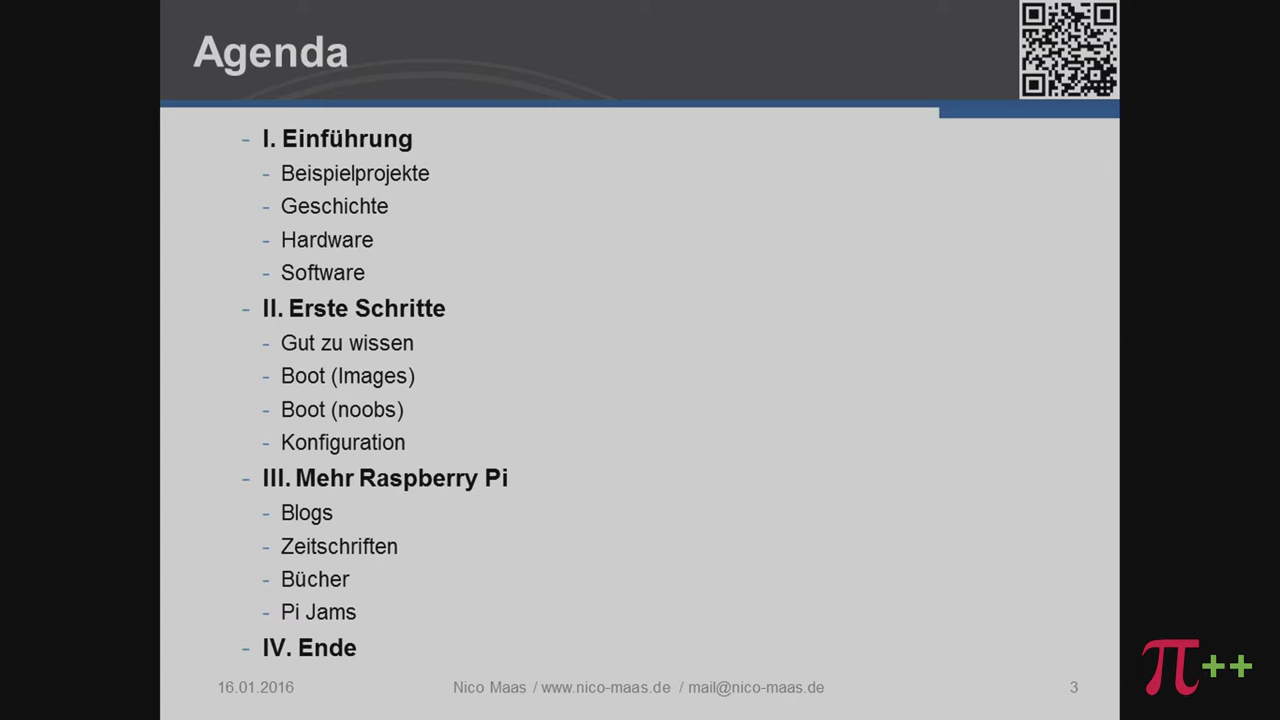 Agenda
- I. Einführung
- Beispielprojekte
- Geschichte
- Hardware
- Software
- II. Erste Schritte
- Gut zu wissen
- Boot (Images)
- Boot (noobs)
- Konfiguration
- III. Mehr Raspberry Pi
- Blogs
- Zeitschriften
- Bücher
- Pi Jams
- IV. Ende
16.01.2016 Nico Maas / www.nico-maas.de / mail@nico-maas.de 3
π++